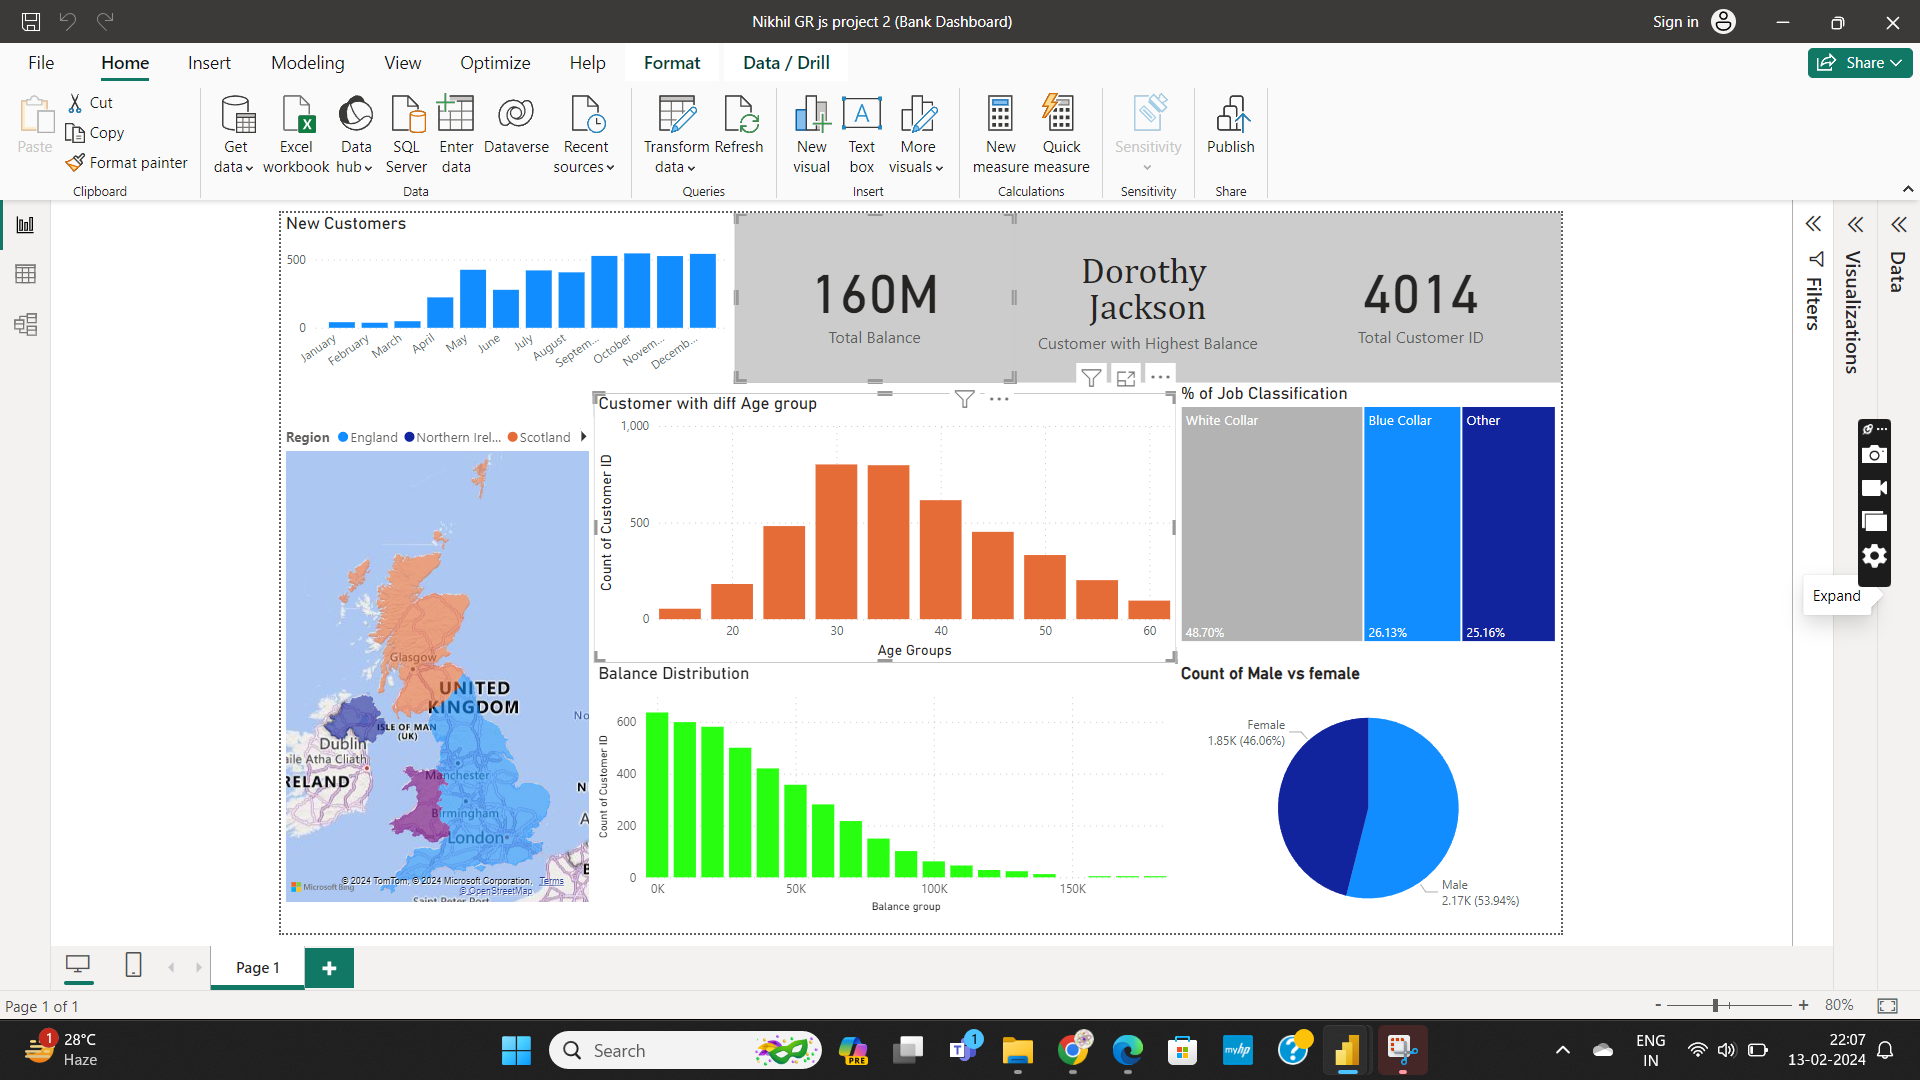 Nikhil GR js project 2 (Bank Dashboard)
Sign in
File Home Insert Modeling View Optimize Help Format Data / Drill
Share
Paste
Cut
Copy
Format painter
Clipboard
Get data
Excel workbook
Data hub
SQL Server
Enter data
Dataverse
Recent sources
Data
Transform data
Refresh
Queries
New visual
Text box
More visuals
Insert
New measure
Quick measure
Calculations
Sensitivity
Sensitivity
Publish
Share
New Customers
500
0
January February March April May June July August Septem... October Novem... Decemb...
160M
Total Balance
Dorothy
Jackson
Customer with Highest Balance
4014
Total Customer ID
Filters
Visualizations
Data
Region England Northern Irel... Scotland
Glasgow
UNITED
KINGDOM
ISLE OF MAN
(UK)
No
Dublin
aile Atha Cliath
RELAND
Manchester
N
Birmingham
A
London
E
Microsoft Bing
© 2024 TomTom, © 2024 Microsoft Corporation, Terms
© OpenStreetMap
Saint Peter Port
Customer with diff Age group
1,000
500
0
Count of Customer ID
20 30 40 50 60
Age Groups
% of Job Classification
White Collar
48.70%
Blue Collar
26.13%
Other
25.16%
Expand
Balance Distribution
600
400
200
0
Count of Customer ID
0K 50K 100K 150K
Balance group
Count of Male vs female
Female
1.85K (46.06%)
Male
2.17K (53.94%)
Page 1
Page 1 of 1
- + 80%
1
28°C
Haze
Search
PRE
1
T
myhp
ENG
IN
22:07
13-02-2024